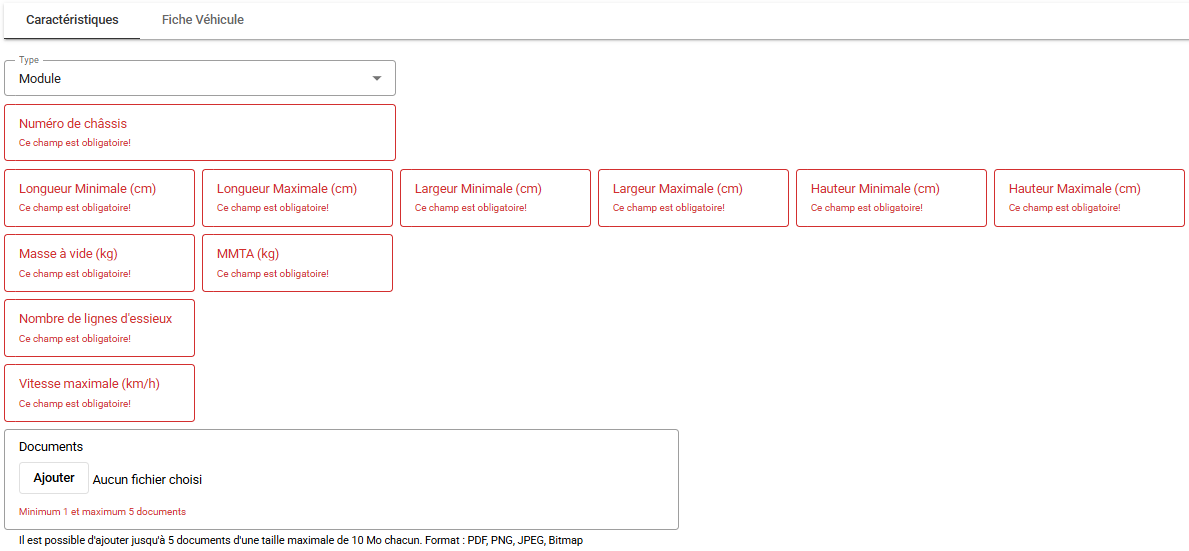 Caractéristiques Fiche Véhicule
Type
Module
Numéro de châssis
Ce champ est obligatoire!
Longueur Minimale (cm) Longueur Maximale (cm) Largeur Minimale (cm) Largeur Maximale (cm) Hauteur Minimale (cm) Hauteur Maximale (cm)
Ce champ est obligatoire! Ce champ est obligatoire! Ce champ est obligatoire! Ce champ est obligatoire! Ce champ est obligatoire! Ce champ est obligatoire!
Masse à vide (kg) MMTA (kg)
Ce champ est obligatoire! Ce champ est obligatoire!
Nombre de lignes d'essieux
Ce champ est obligatoire!
Vitesse maximale (km/h)
Ce champ est obligatoire!
Documents
Ajouter Aucun fichier choisi
Minimum 1 et maximum 5 documents
Il est possible d'ajouter jusqu'à 5 documents d'une taille maximale de 10 Mo chacun. Format : PDF, PNG, JPEG, Bitmap